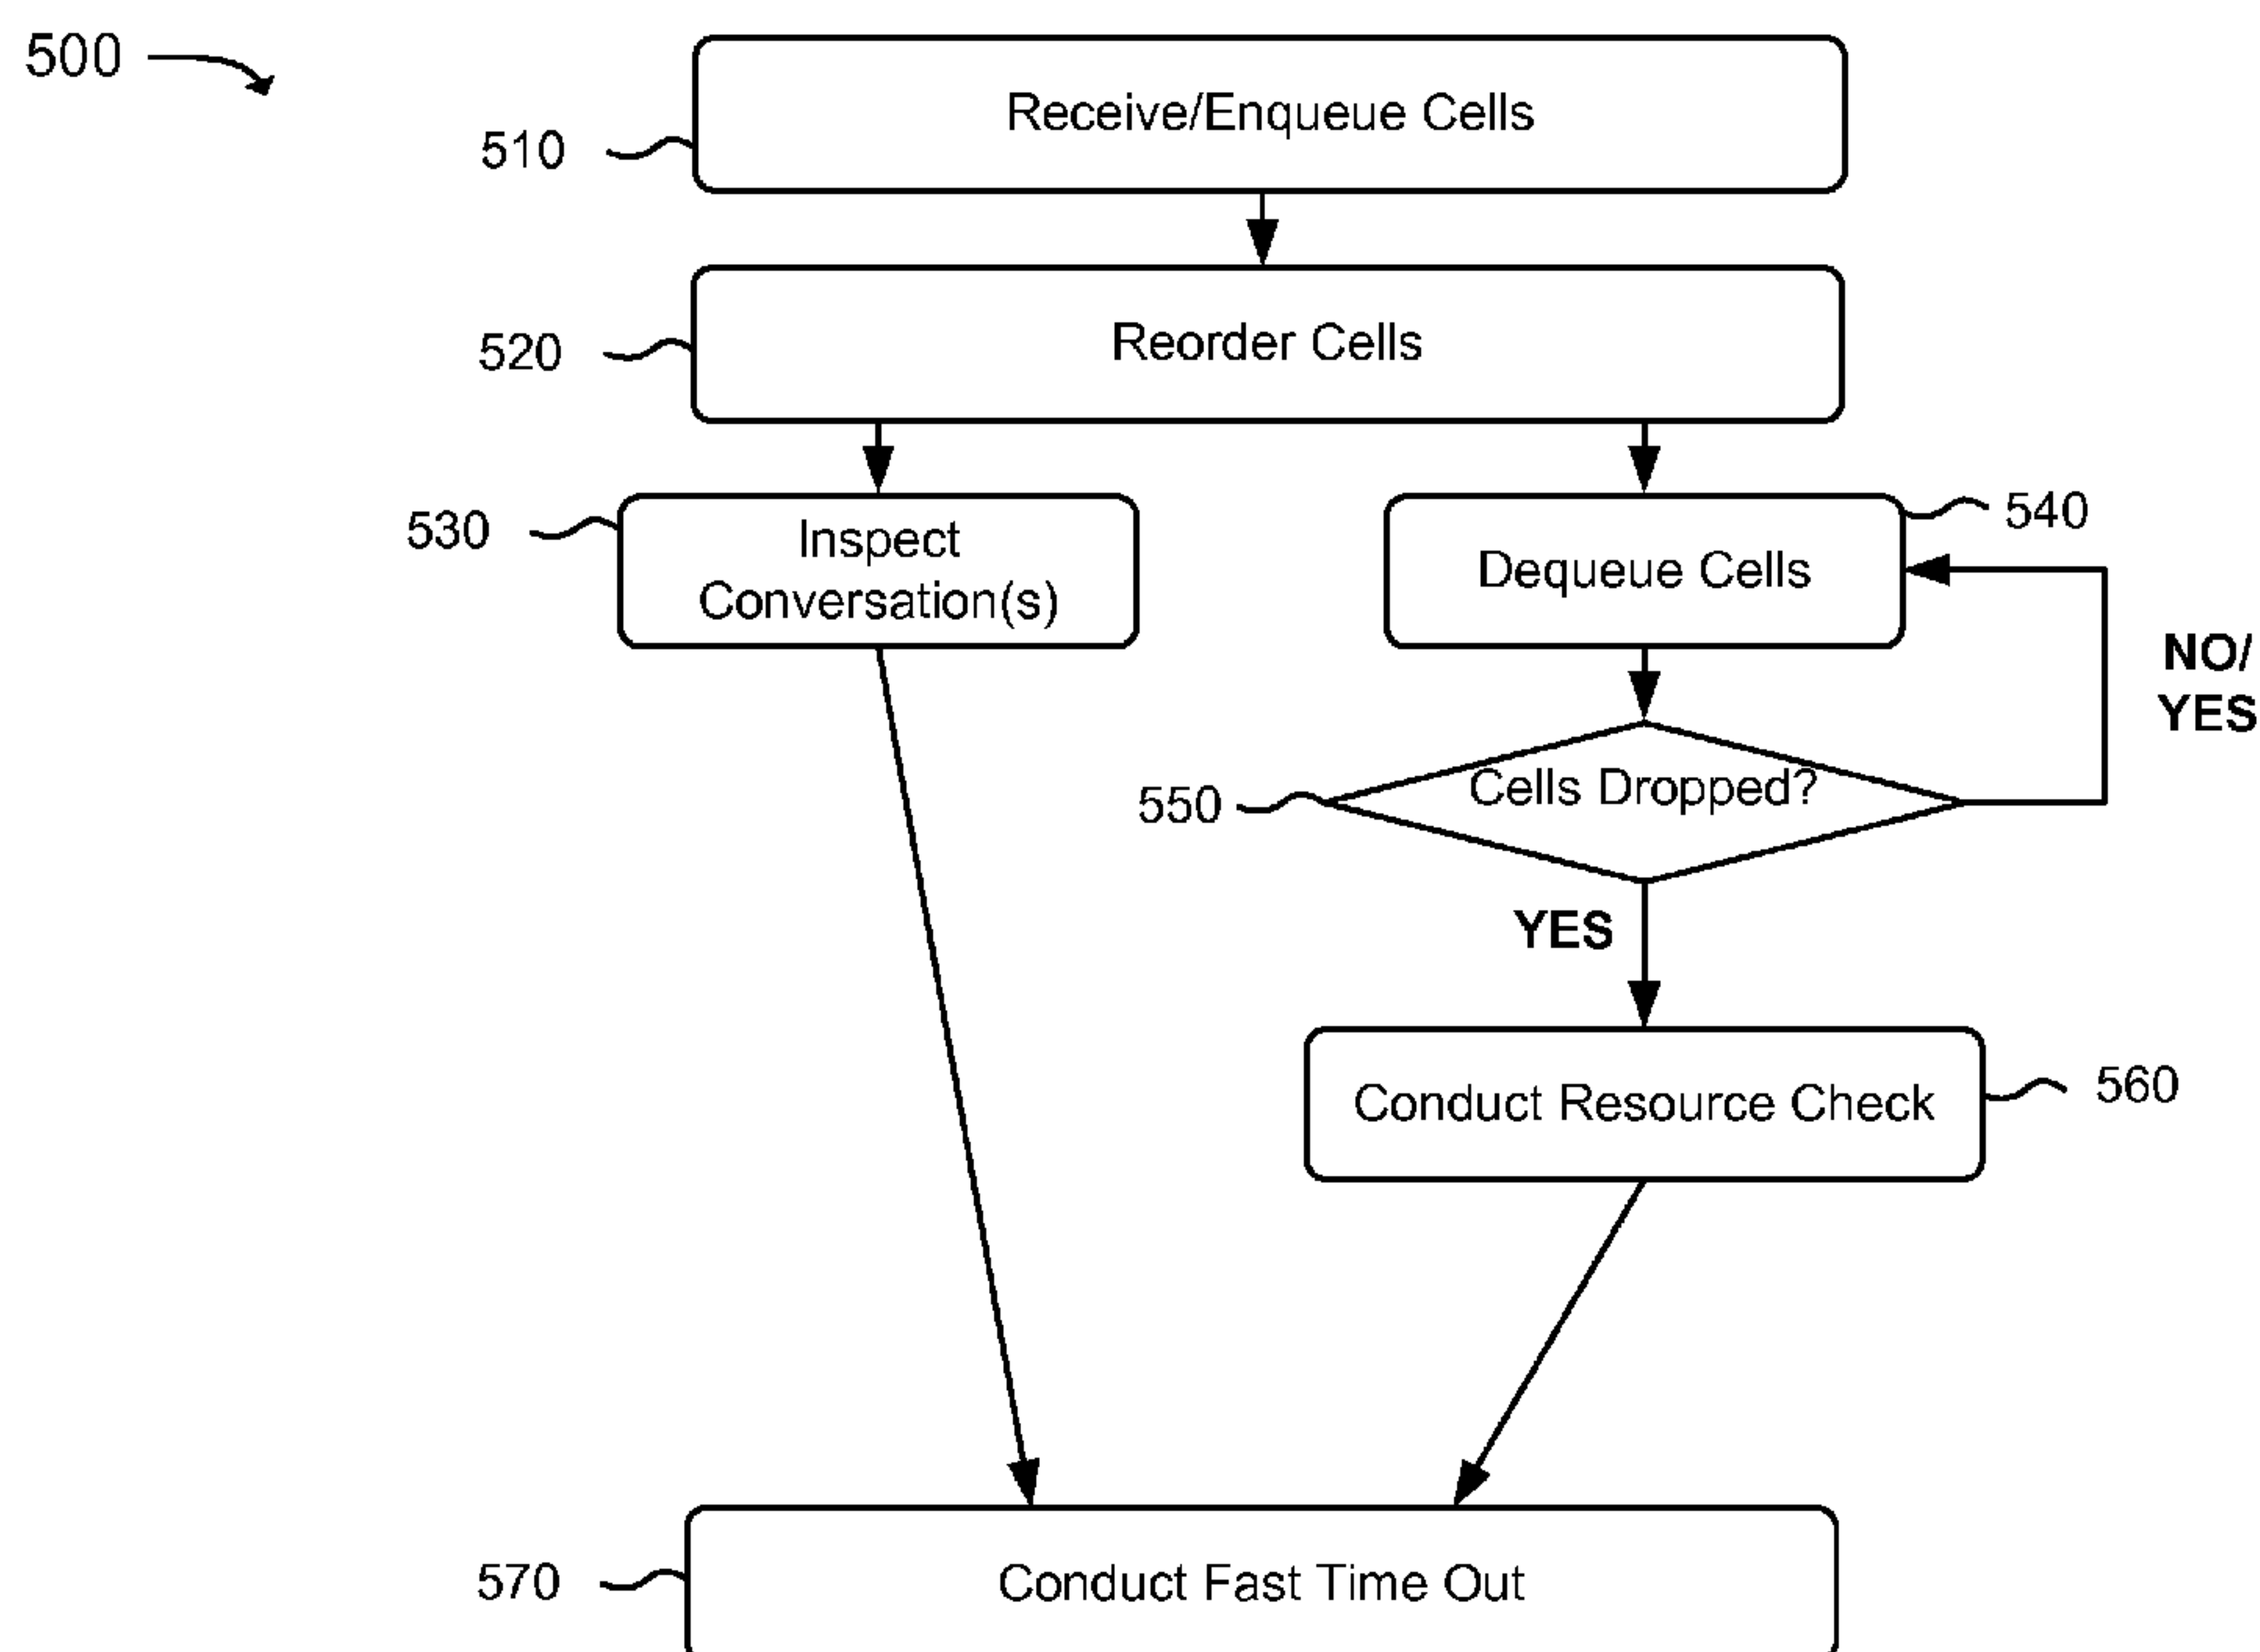 500
Receive/Enqueue Cells
510
Reorder Cells
520
530
Inspect
Conversation(s)
Dequeue Cells
540
NO/
YES
550
Cells Dropped?
YES
Conduct Resource Check
560
570
Conduct Fast Time Out